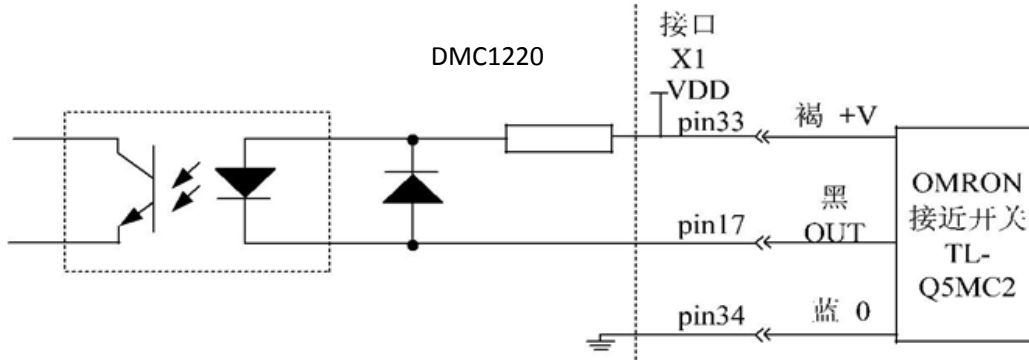 DMC1220
接口
X1
VDD
pin33
褐 +V
pin17
黑
OUT
pin34
蓝 0
OMRON
接近开关
TL-
Q5MC2